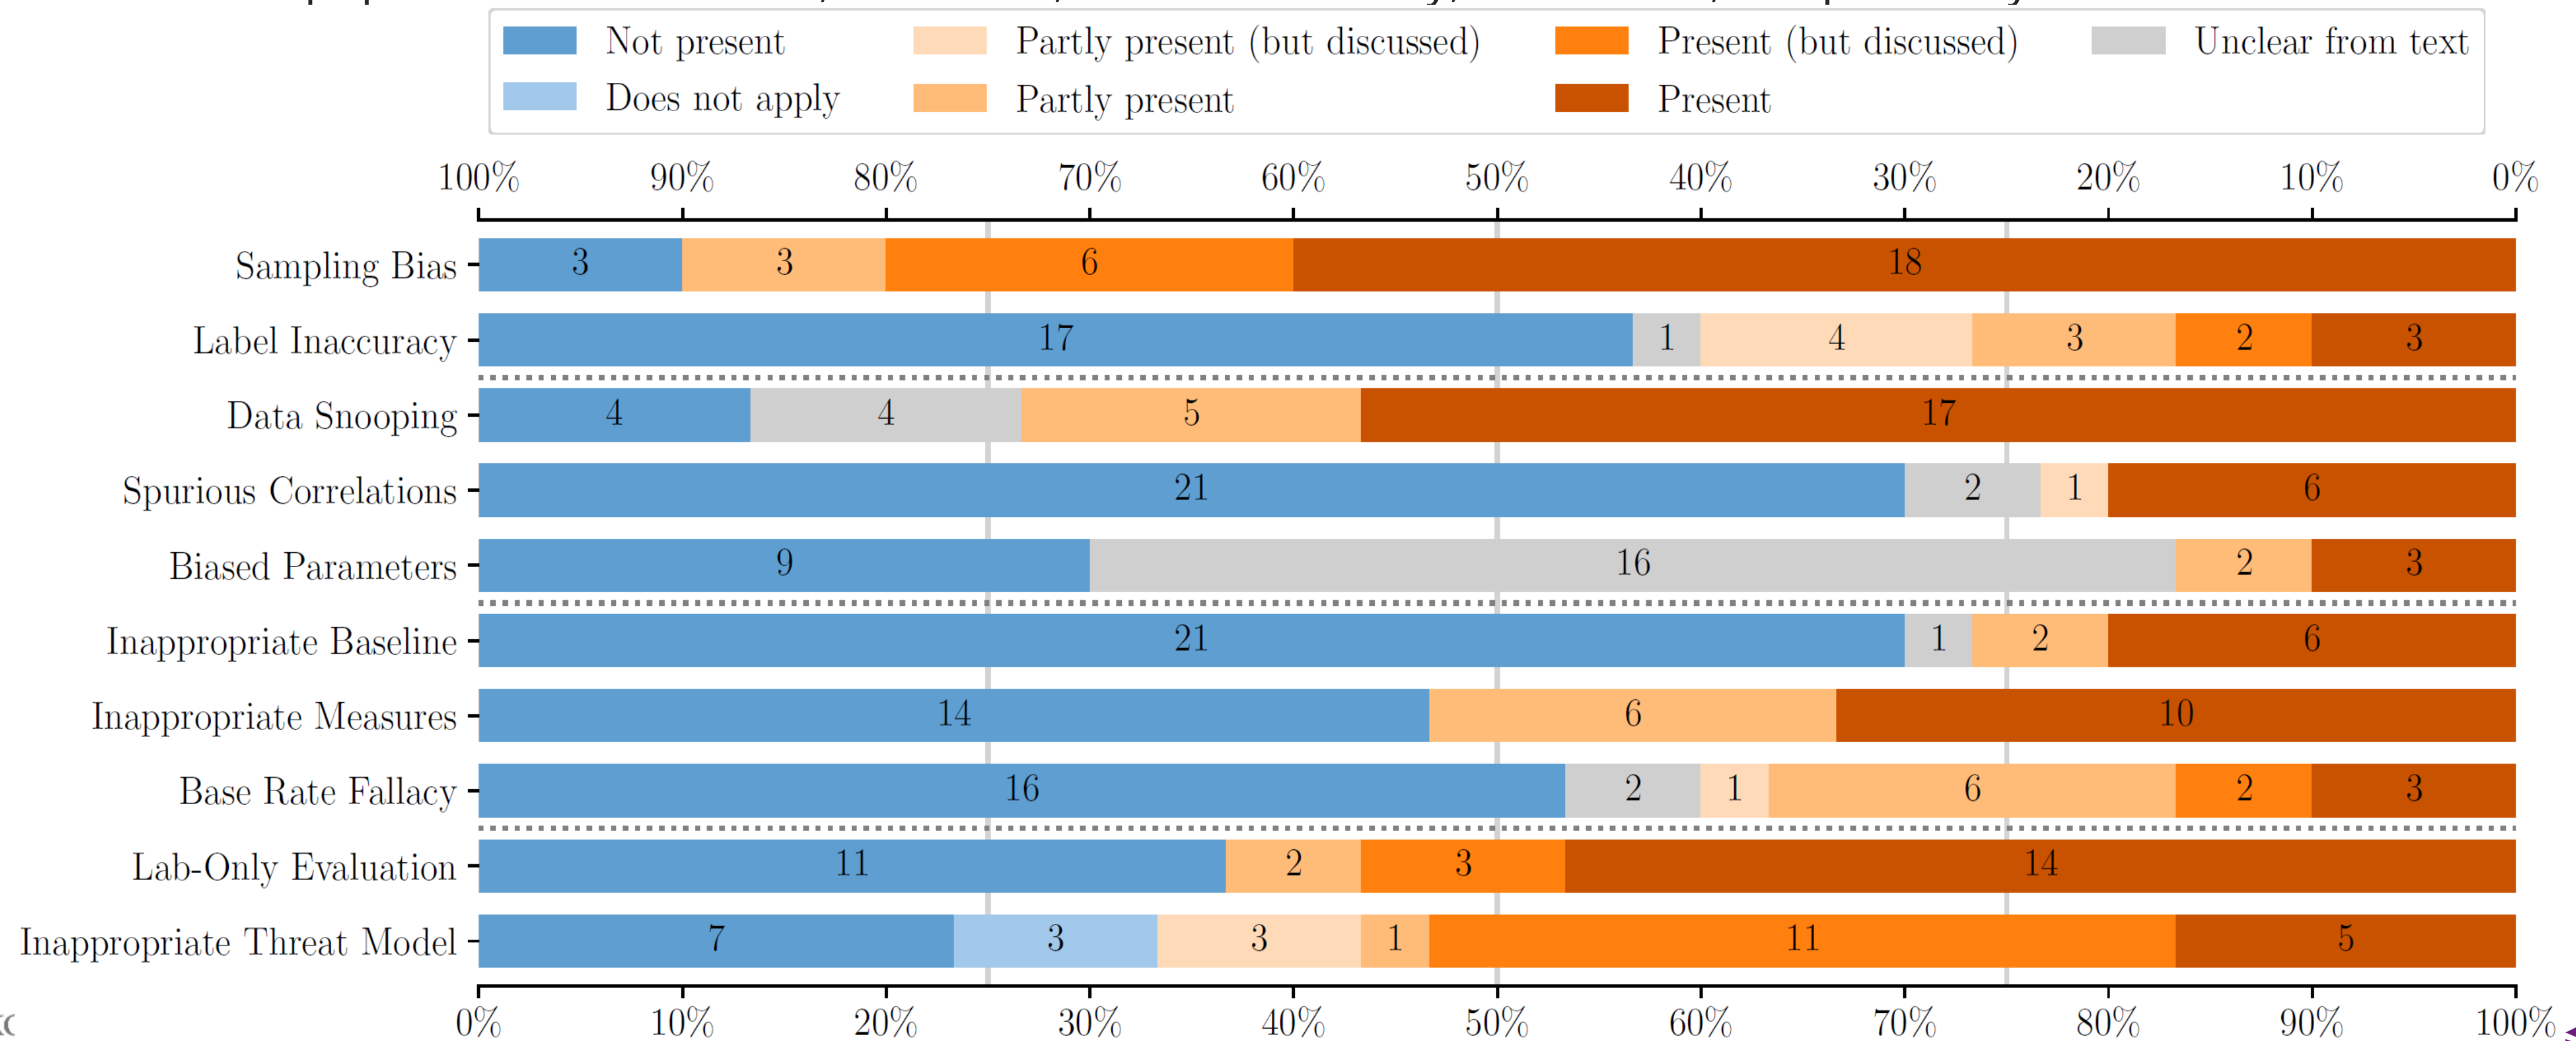 Not present Partly present (but discussed) Present (but discussed) Unclear from text
Does not apply Partly present Present
100% 90% 80% 70% 60% 50% 40% 30% 20% 10% 0%
Sampling Bias 3 3 6 18
Label Inaccuracy 17 1 4 3 2 3
Data Snooping 4 4 5 17
Spurious Correlations 21 2 1 6
Biased Parameters 9 16 2 3
Inappropriate Baseline 21 1 2 6
Inappropriate Measures 14 6 10
Base Rate Fallacy 16 2 1 6 2 3
Lab-Only Evaluation 11 2 3 14
Inappropriate Threat Model 7 3 3 1 11 5
0% 10% 20% 30% 40% 50% 60% 70% 80% 90% 100%